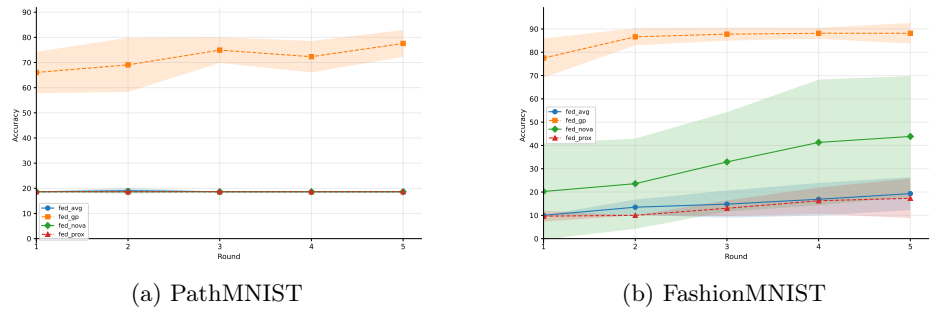 90
80
70
60
50
40
30
20
10
0
Accuracy
fed_avg
fed_gp
fed_nova
fed_prox
1 2 3 4 5
Round
(a) PathMNIST
90
80
70
60
50
40
30
20
10
0
Accuracy
fed_avg
fed_gp
fed_nova
fed_prox
1 2 3 4 5
Round
(b) FashionMNIST